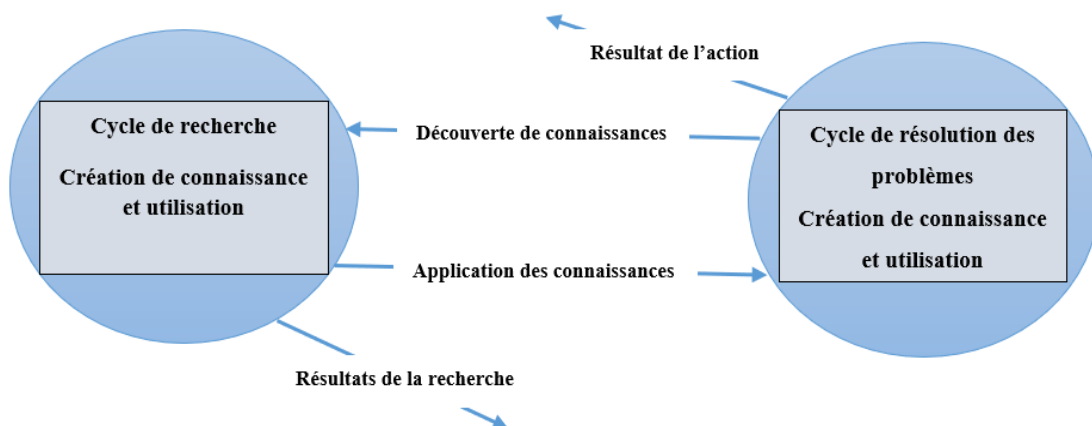 Résultat de l’action
Cycle de recherche
Création de connaissance
et utilisation
Découverte de connaissances
Application des connaissances
Cycle de résolution des
problèmes
Création de connaissance
et utilisation
Résultats de la recherche